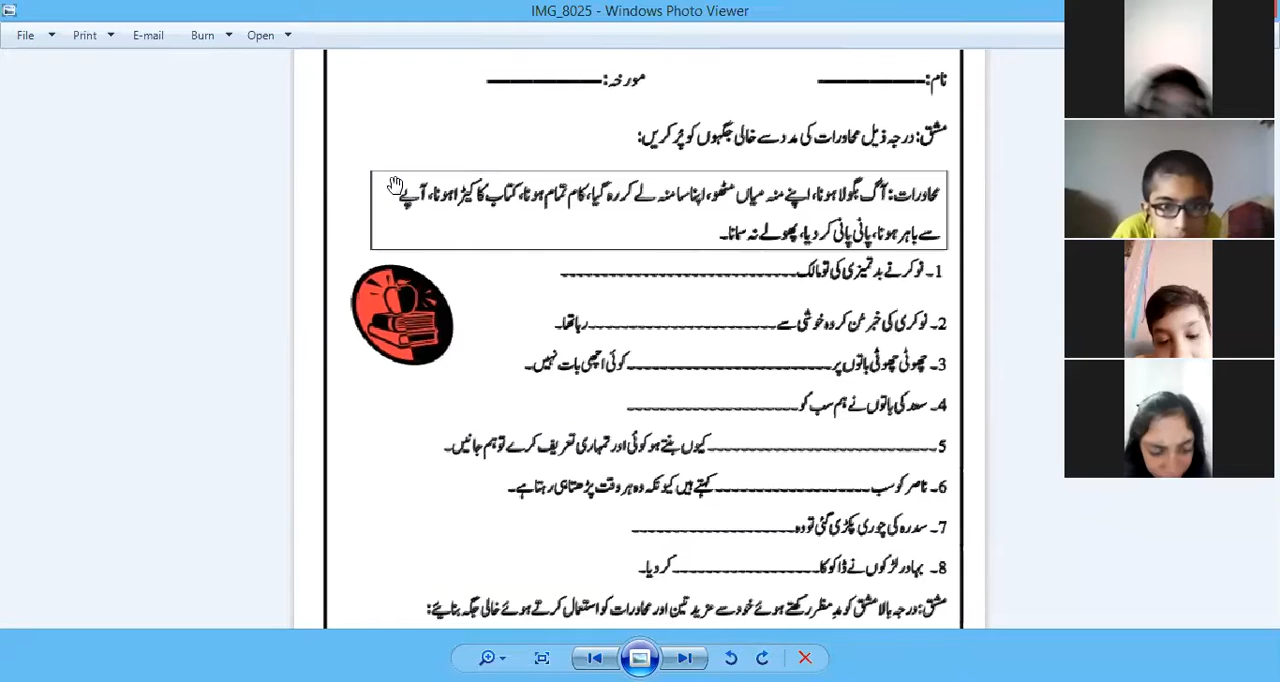 IMG_8025 - Windows Photo Viewer
File Print E-mail Burn Open
نام: مورخہ:
مشق: درجہ ذیل محاورات کی مدد سے خالی جگہوں کو پُر کریں:
محاورات: آگ بگولا ہونا، اپنے منہ میاں مٹھو، اپنا سا منہ لے کر رہ گیا، کام تمام ہونا، کتاب کا کیڑا ہونا، آپے
سے باہر ہونا، پانی پانی کر دیا، پھولے نہ سمانا۔
1۔ نوکر نے بدتمیزی کی تو مالک
2۔ نوکری کی خبر سُن کر وہ خوشی سے رہا تھا۔
3۔ چھوٹی چھوٹی باتوں پر کوئی اچھی بات نہیں۔
4۔ سعد کی باتوں نے ہم سب کو
5۔ کیوں بنتے ہو کوئی اور تمہاری تعریف کرے تو ہم جانیں۔
6۔ ناصر کو سب کہتے ہیں کیونکہ وہ ہر وقت پڑھتا ہی رہتا ہے۔
7۔ سدرہ کی چوری پکڑی گئی تو وہ
8۔ بہادر لڑکوں نے ڈاکو کا کر دیا۔
مشق: درجہ بالا مشق کو مدِ نظر رکھتے ہوئے خود سے مزید تین اور محاورات کو استعمال کرتے ہوئے خالی جگہ بنائیے: